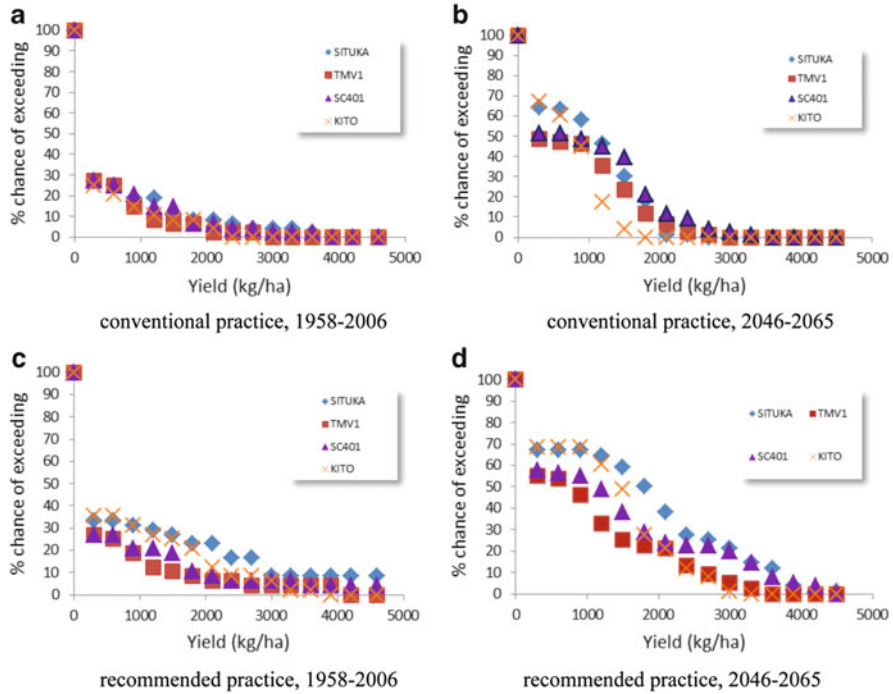 a
% chance of exceeding
100
90
80
70
60
50
40
30
20
10
0
0 1000 2000 3000 4000 5000
SITUKA
TMV1
SC401
KITO
Yield (kg/ha)
conventional practice, 1958-2006
b
% chance of exceeding
100
90
80
70
60
50
40
30
20
10
0
0 1000 2000 3000 4000 5000
SITUKA
TMV1
SC401
KITO
Yield (kg/ha)
conventional practice, 2046-2065
c
% chance of exceeding
100
90
80
70
60
50
40
30
20
10
0
0 1000 2000 3000 4000 5000
SITUKA
TMV1
SC401
KITO
Yield (kg/ha)
recommended practice, 1958-2006
d
% chance of exceeding
100
90
80
70
60
50
40
30
20
10
0
0 1000 2000 3000 4000 5000
SITUKA TMV1
SC401 KITO
Yield (kg/ha)
recommended practice, 2046-2065